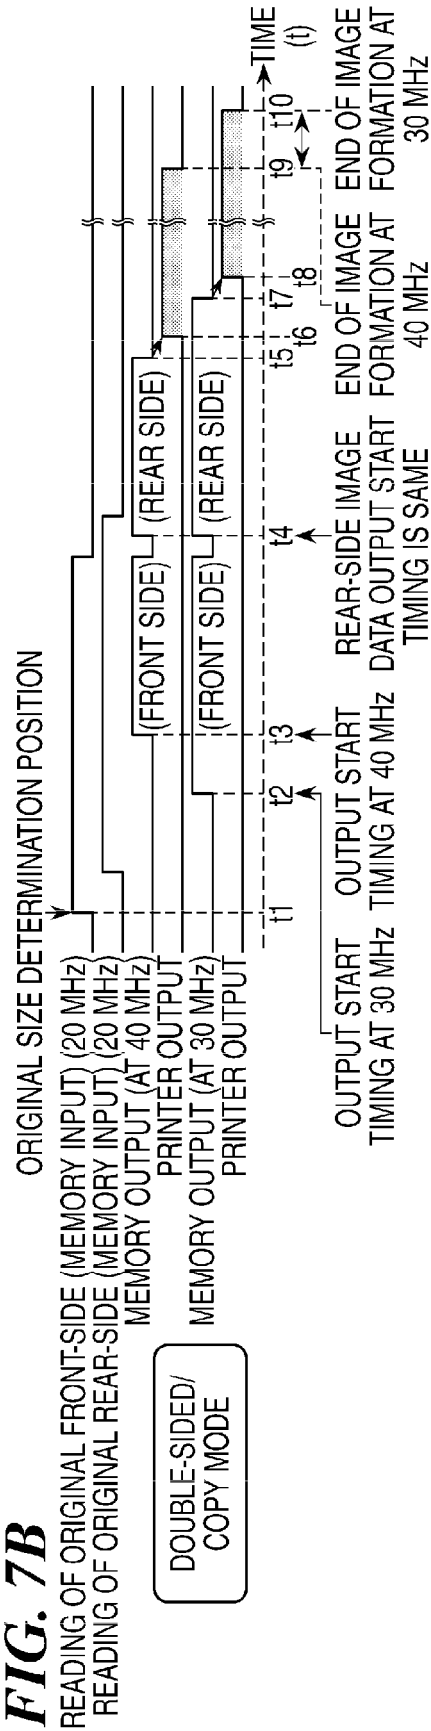 FIG. 7B
ORIGINAL SIZE DETERMINATION POSITION
READING OF ORIGINAL FRONT-SIDE (MEMORY INPUT) (20 MHz)
READING OF ORIGINAL REAR-SIDE (MEMORY INPUT) (20 MHz)
MEMORY OUTPUT (AT 40 MHz)
(FRONT SIDE) (REAR SIDE)
PRINTER OUTPUT
MEMORY OUTPUT (AT 30 MHz)
(FRONT SIDE) (REAR SIDE)
PRINTER OUTPUT
DOUBLE-SIDED/
COPY MODE
t1 t2 t3 t4 t5 t6 t7 t8 t9 t10
TIME
(t)
OUTPUT START
TIMING AT 30 MHz
OUTPUT START
TIMING AT 40 MHz
REAR-SIDE IMAGE
DATA OUTPUT START
TIMING IS SAME
END OF IMAGE
FORMATION AT
40 MHz
END OF IMAGE
FORMATION AT
30 MHz